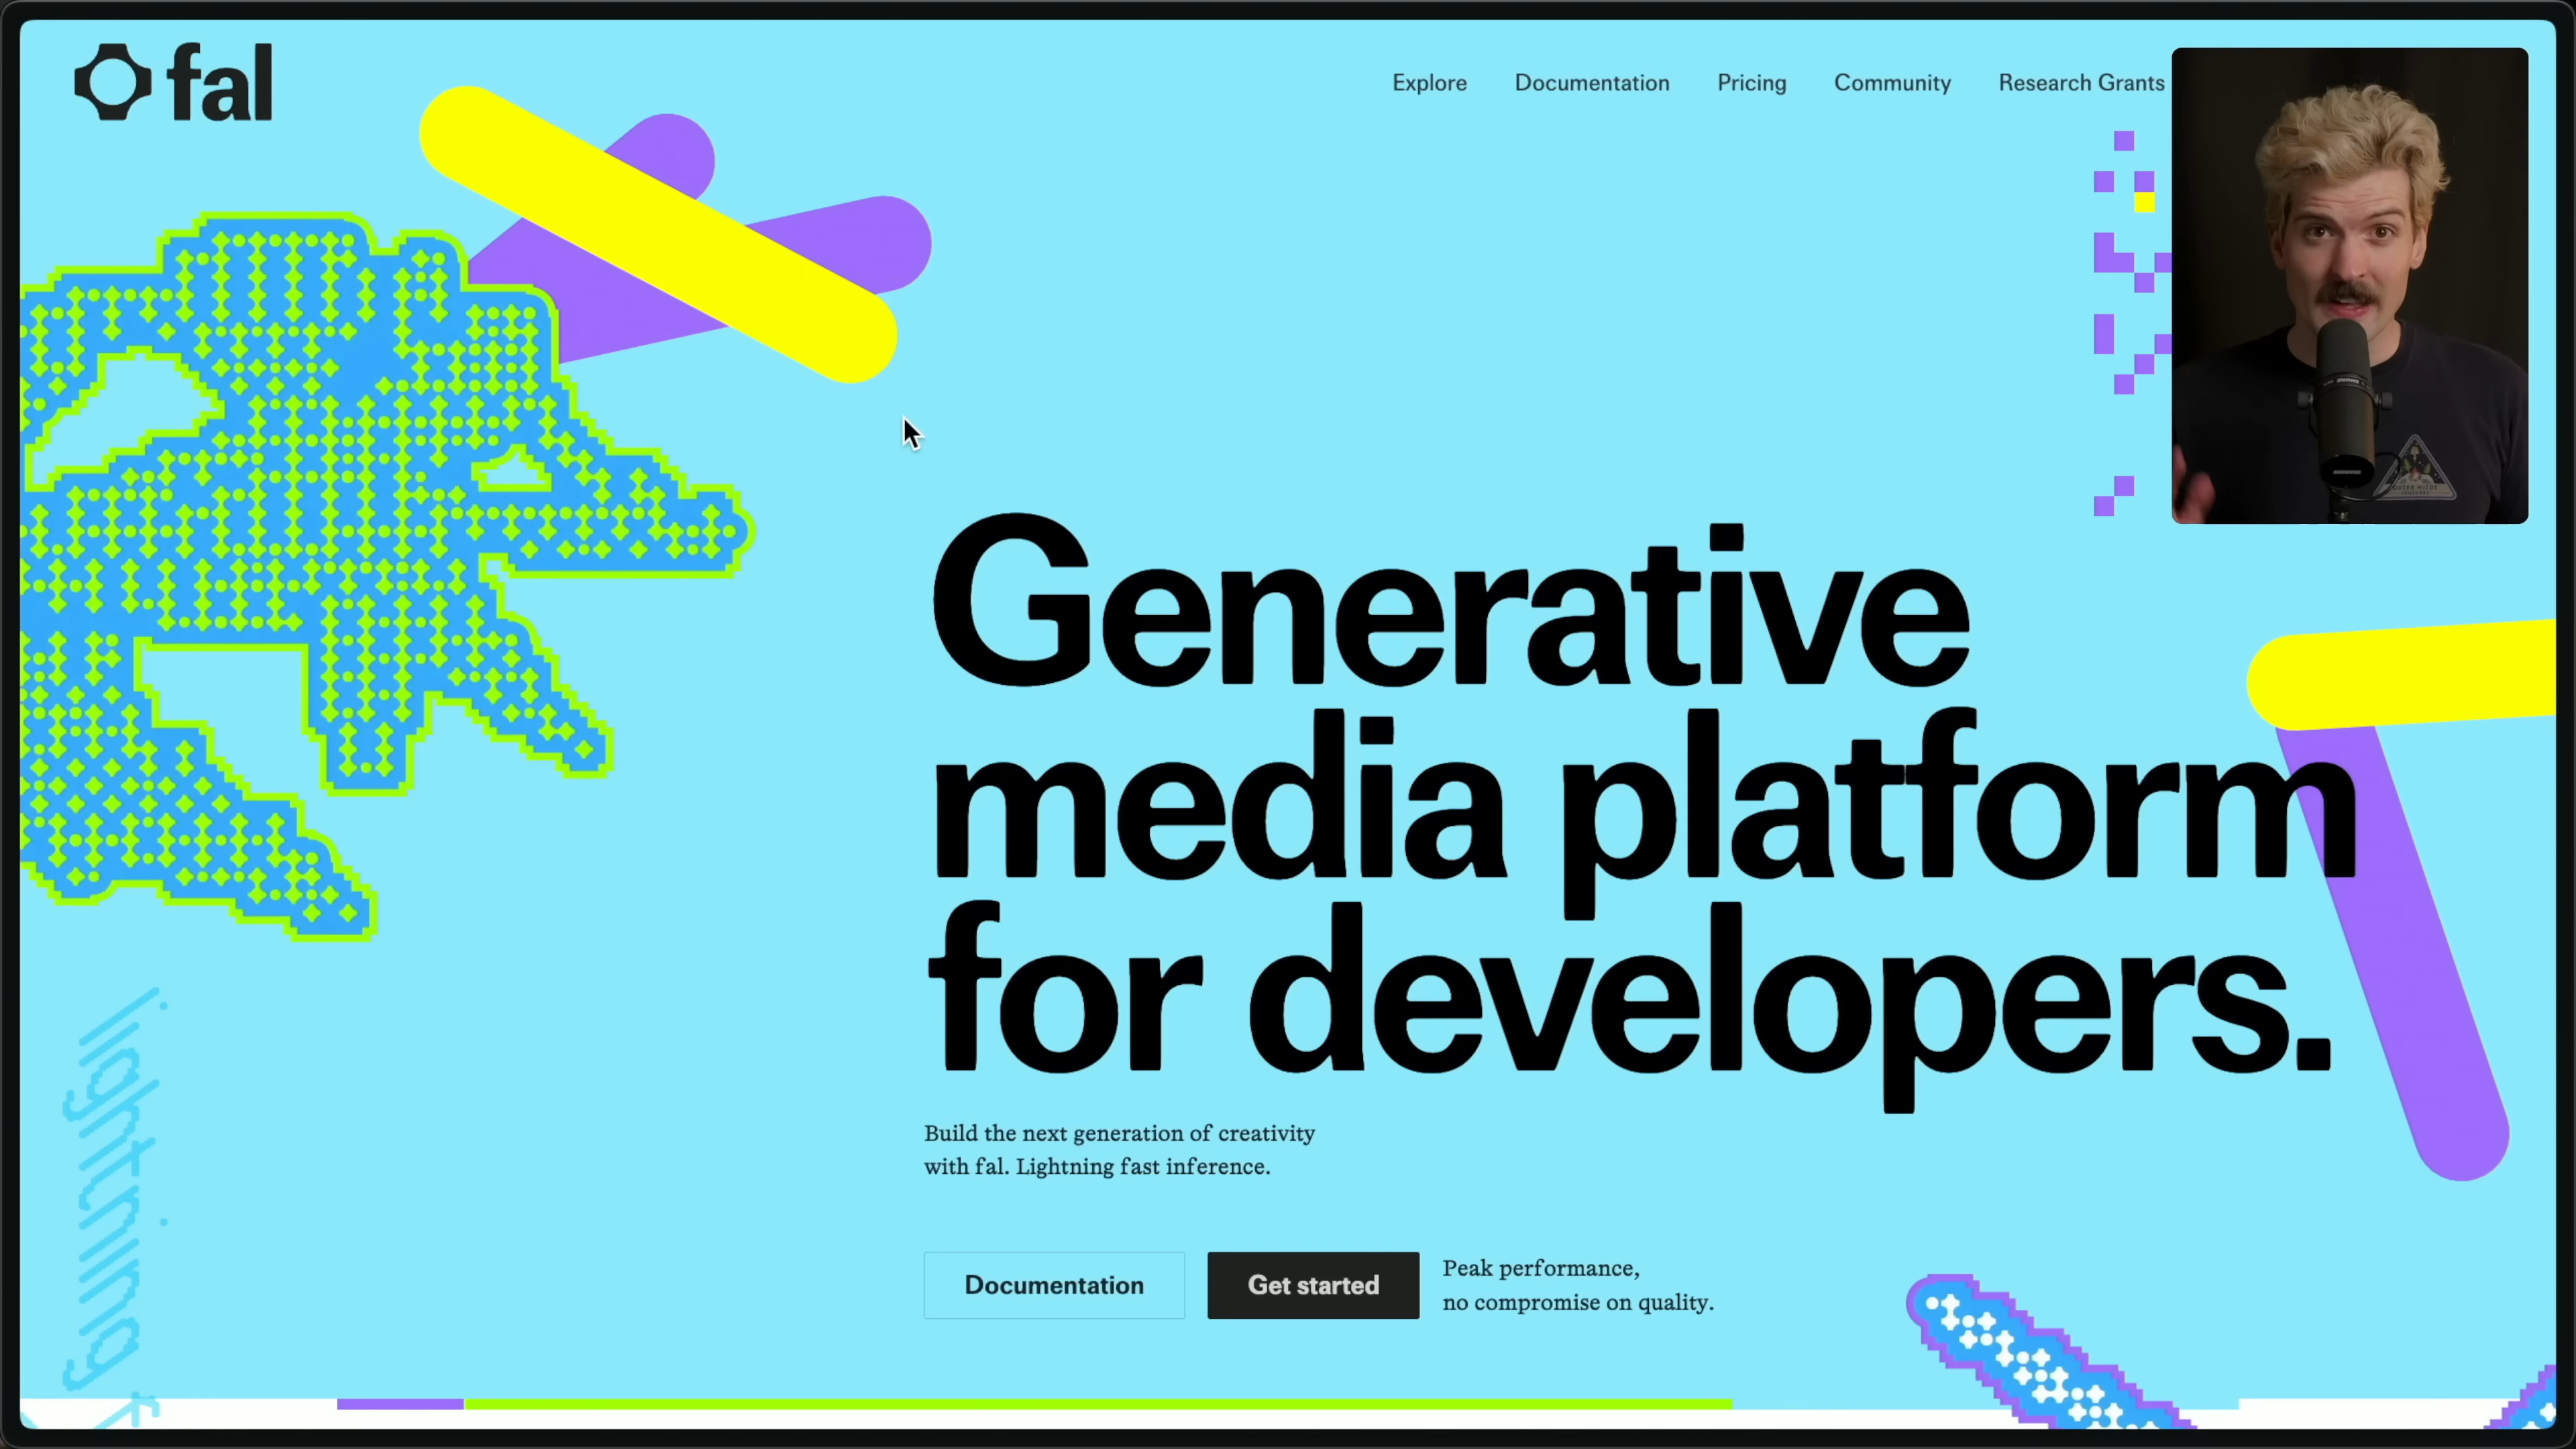 fal
Explore Documentation Pricing Community Research Grants
Generative
media platform
for developers.
Build the next generation of creativity
with fal. Lightning fast inference.
Documentation
Get started
Peak performance,
no compromise on quality.
lightning